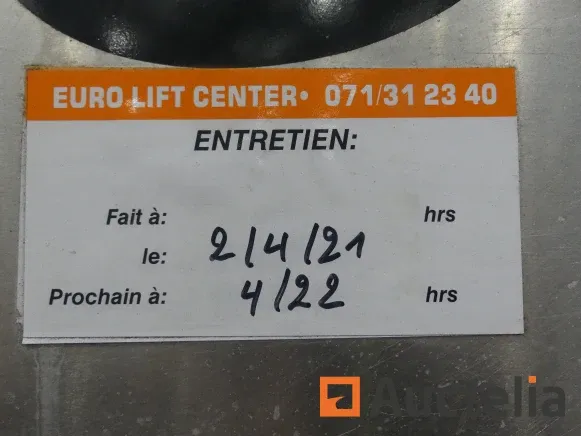 EURO LIFT CENTER• 071/31 23 40
ENTRETIEN:
Fait à: hrs
le: 2/4/21
Prochain à: 4/22 hrs
Auctelia